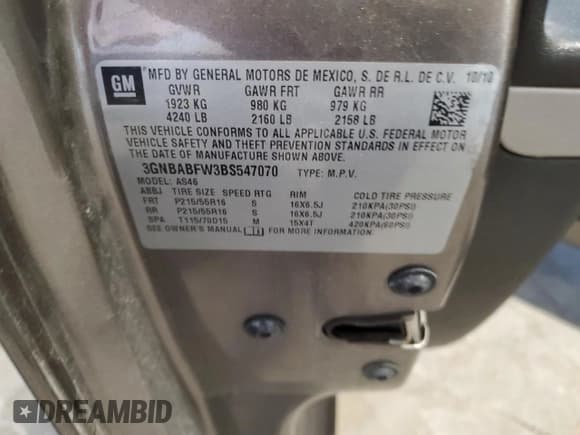 GM
MFD BY GENERAL MOTORS DE MEXICO, S. DE R.L. DE C.V. 10/10
GVWR GAWR FRT GAWR RR
1923 KG 980 KG 979 KG
4240 LB 2160 LB 2158 LB
THIS VEHICLE CONFORMS TO ALL APPLICABLE U.S. FEDERAL MOTOR
VEHICLE SAFETY AND THEFT PREVENTION STANDARDS IN EFFECT ON
THE DATE OF MANUFACTURE SHOWN ABOVE.
3GNBABFW3BS547070 TYPE: M.P.V.
MODEL: AS46
ABBJ TIRE SIZE SPEED RTG RIM COLD TIRE PRESSURE
FRT P215/55R16 S 16X6.5J 210KPA(30PSI)
RR P215/55R16 S 16X6.5J 210KPA(30PSI)
SPA T115/70D15 M 15X4T 420KPA(60PSI)
SEE OWNER'S MANUAL FOR MORE INFORMATION.
DREAMBID